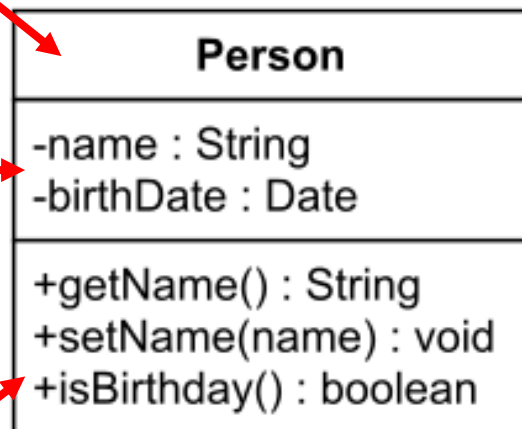 Person
-name : String
-birthDate : Date
+getName() : String
+setName(name) : void
+isBirthday() : boolean